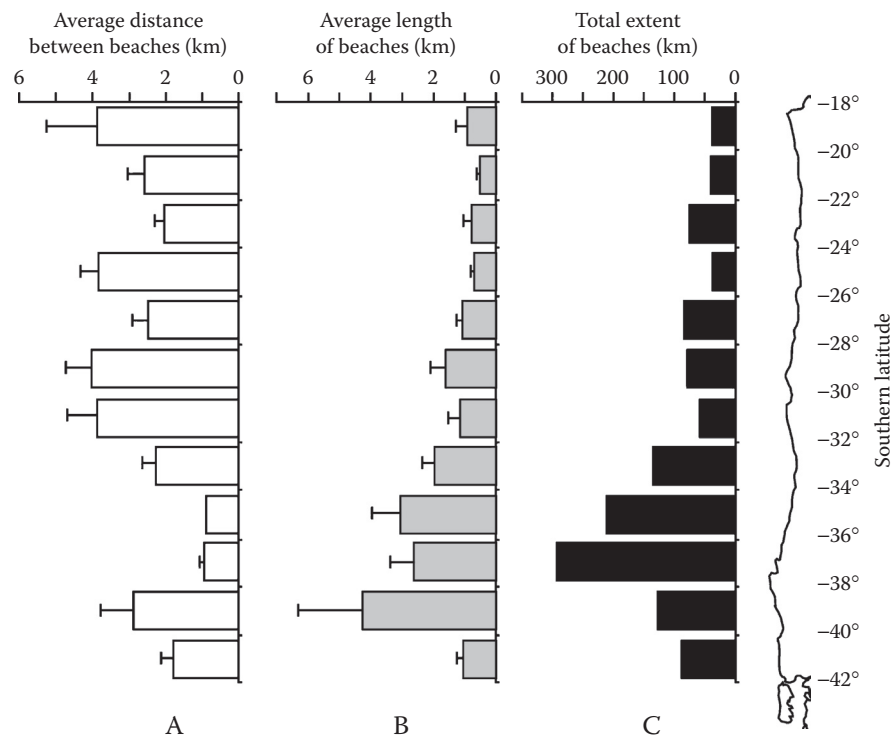 Average distance
between beaches (km)
6 4 2 0
Average length
of beaches (km)
6 4 2 0
Total extent
of beaches (km)
300 200 100 0
−18°
−20°
−22°
−24°
−26°
−28°
−30°
−32°
−34°
−36°
−38°
−40°
−42°
Southern latitude
A
B
C